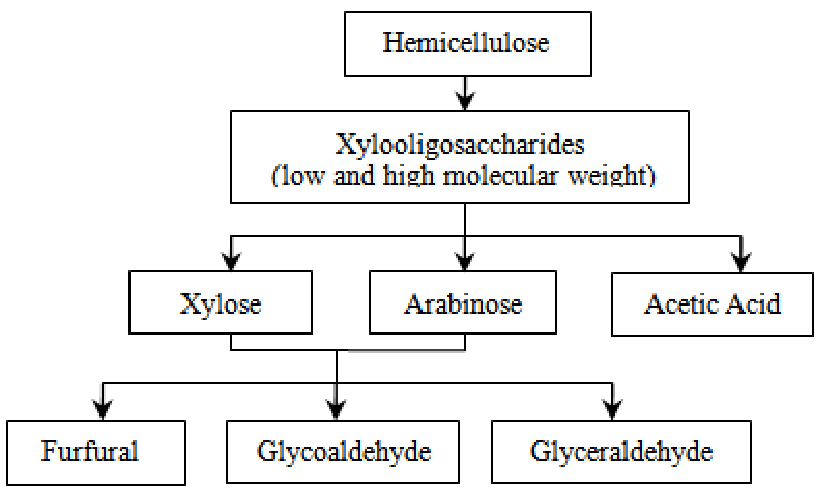 Hemicellulose
Xylooligosaccharides
(low and high molecular weight)
Xylose
Arabinose
Acetic Acid
Furfural
Glycoaldehyde
Glyceraldehyde